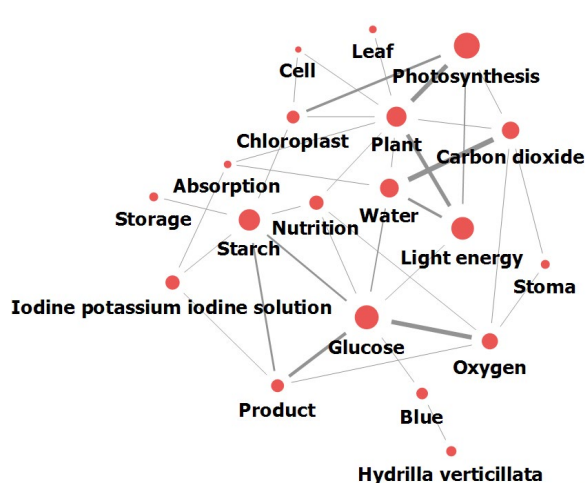 Leaf
Cell
Photosynthesis
Chloroplast
Plant
Carbon dioxide
Absorption
Storage
Water
Nutrition
Starch
Light energy
Stoma
Iodine potassium iodine solution
Glucose
Oxygen
Product
Blue
Hydrilla verticillata